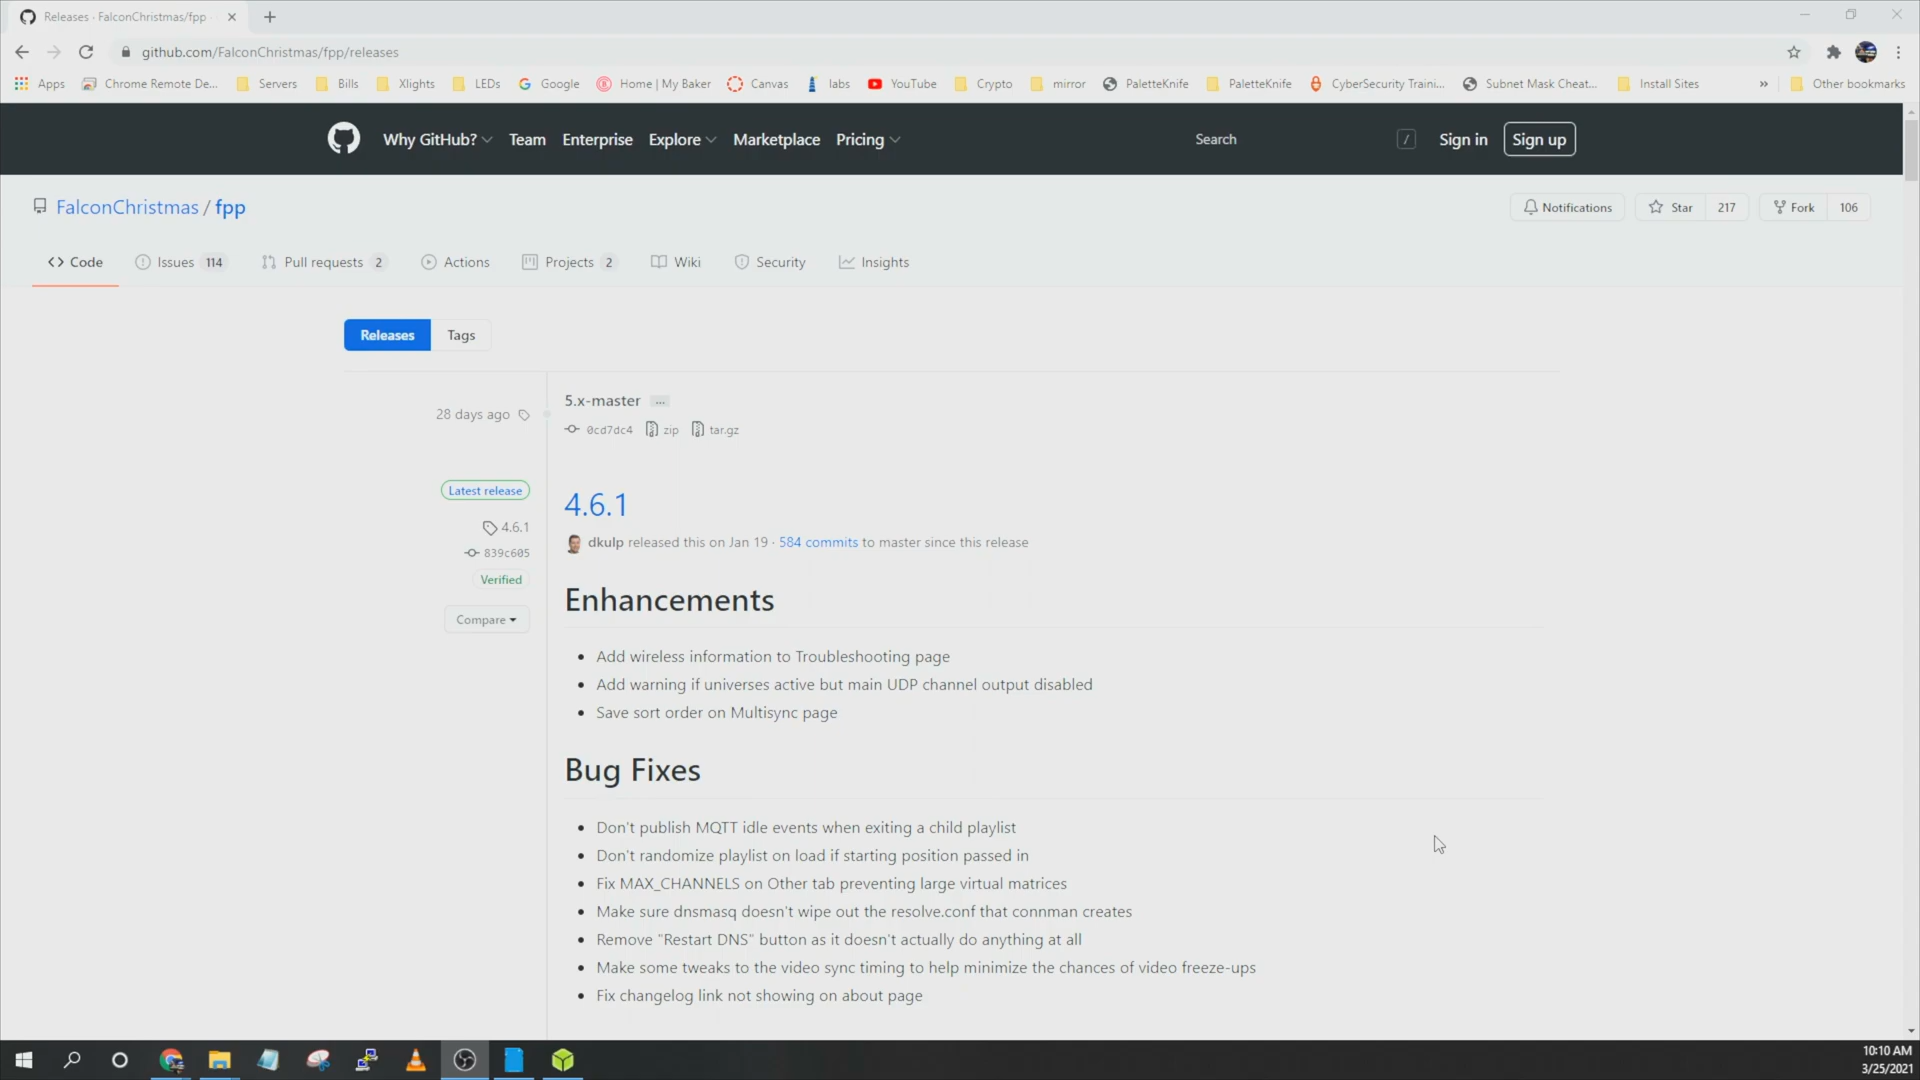 Releases · FalconChristmas/fpp
github.com/FalconChristmas/fpp/releases
Apps Chrome Remote De... Servers Bills Xlights LEDs Google Home | My Baker Canvas labs YouTube Crypto mirror PaletteKnife PaletteKnife CyberSecurity Traini... Subnet Mask Cheat... Install Sites » Other bookmarks
Why GitHub? Team Enterprise Explore Marketplace Pricing Search / Sign in Sign up
FalconChristmas / fpp Notifications Star 217 Fork 106
Code Issues 114 Pull requests 2 Actions Projects 2 Wiki Security Insights
Releases Tags
28 days ago
5.x-master ...
0cd7dc4 zip tar.gz
Latest release
4.6.1
839c605
Verified
Compare
4.6.1
dkulp released this on Jan 19 · 584 commits to master since this release
Enhancements
• Add wireless information to Troubleshooting page
• Add warning if universes active but main UDP channel output disabled
• Save sort order on Multisync page
Bug Fixes
• Don't publish MQTT idle events when exiting a child playlist
• Don't randomize playlist on load if starting position passed in
• Fix MAX_CHANNELS on Other tab preventing large virtual matrices
• Make sure dnsmasq doesn't wipe out the resolve.conf that connman creates
• Remove "Restart DNS" button as it doesn't actually do anything at all
• Make some tweaks to the video sync timing to help minimize the chances of video freeze-ups
• Fix changelog link not showing on about page
10:10 AM
3/25/2021